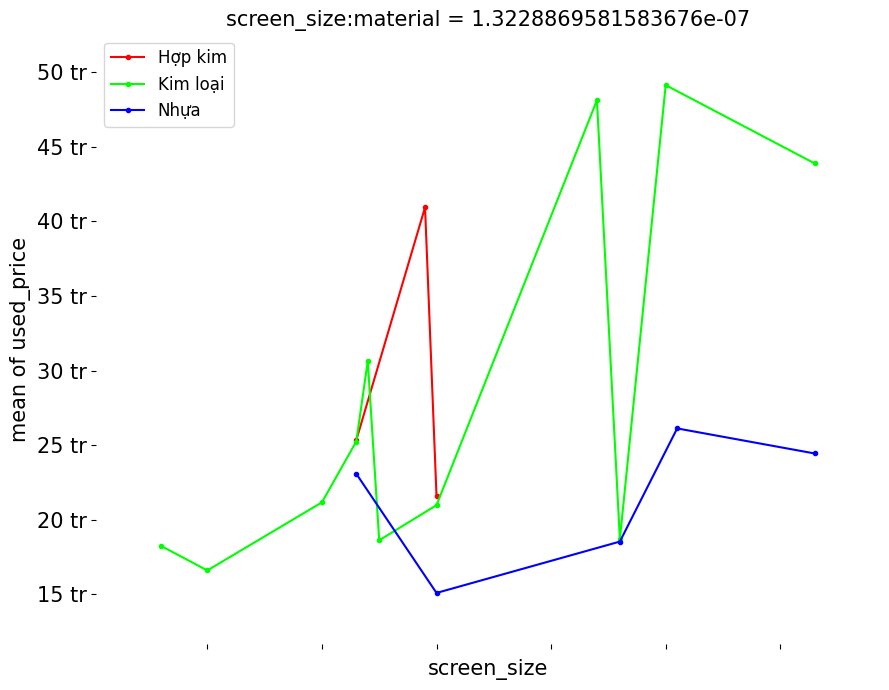 screen_size:material = 1.3228869581583676e-07
Hợp kim
Kim loại
Nhựa
50 tr
45 tr
40 tr
35 tr
30 tr
25 tr
20 tr
15 tr
mean of used_price
screen_size